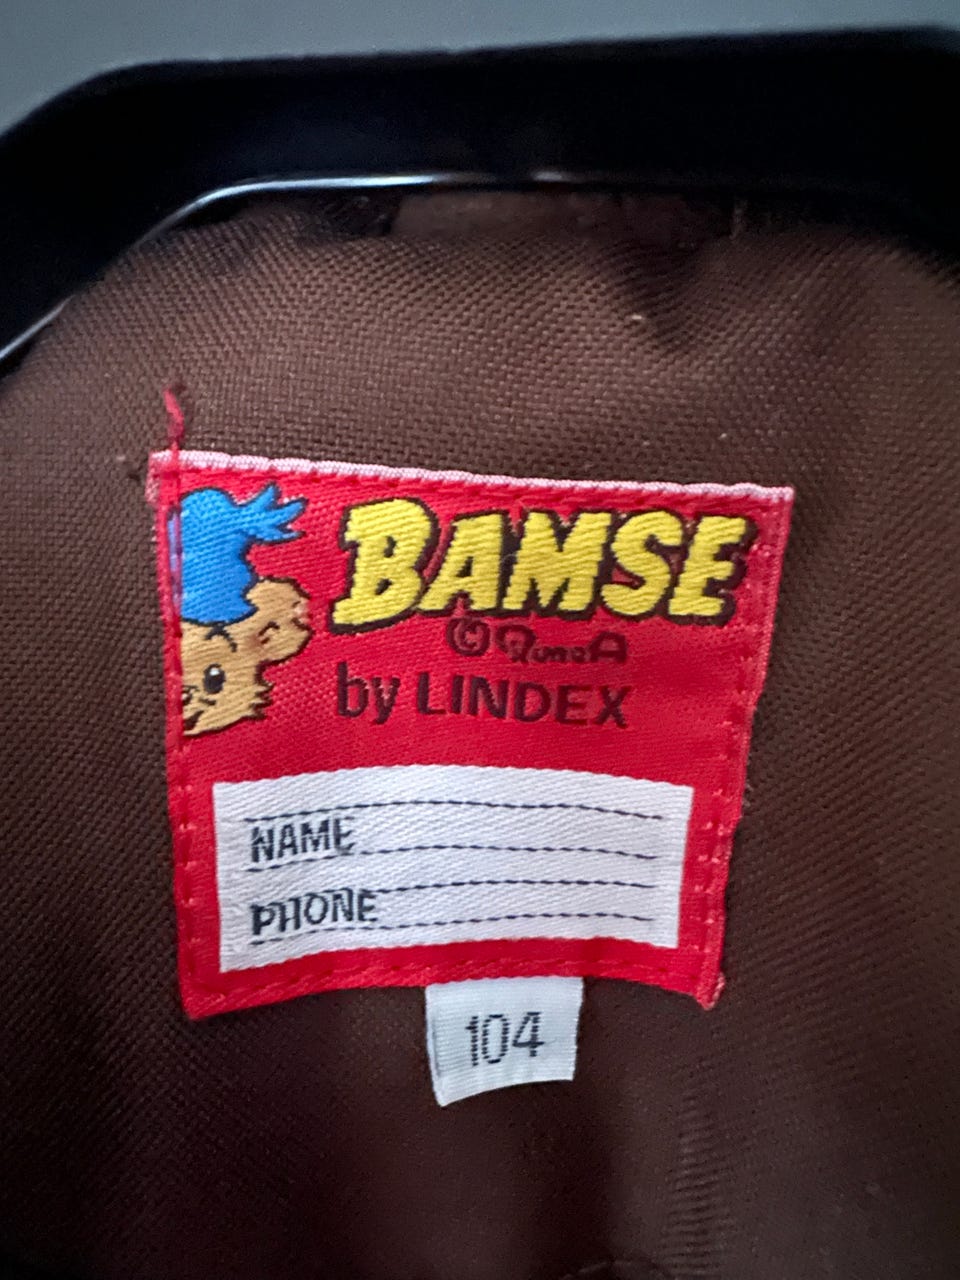 BAMSE
© RuneA
by LINDEX
NAME
PHONE
104